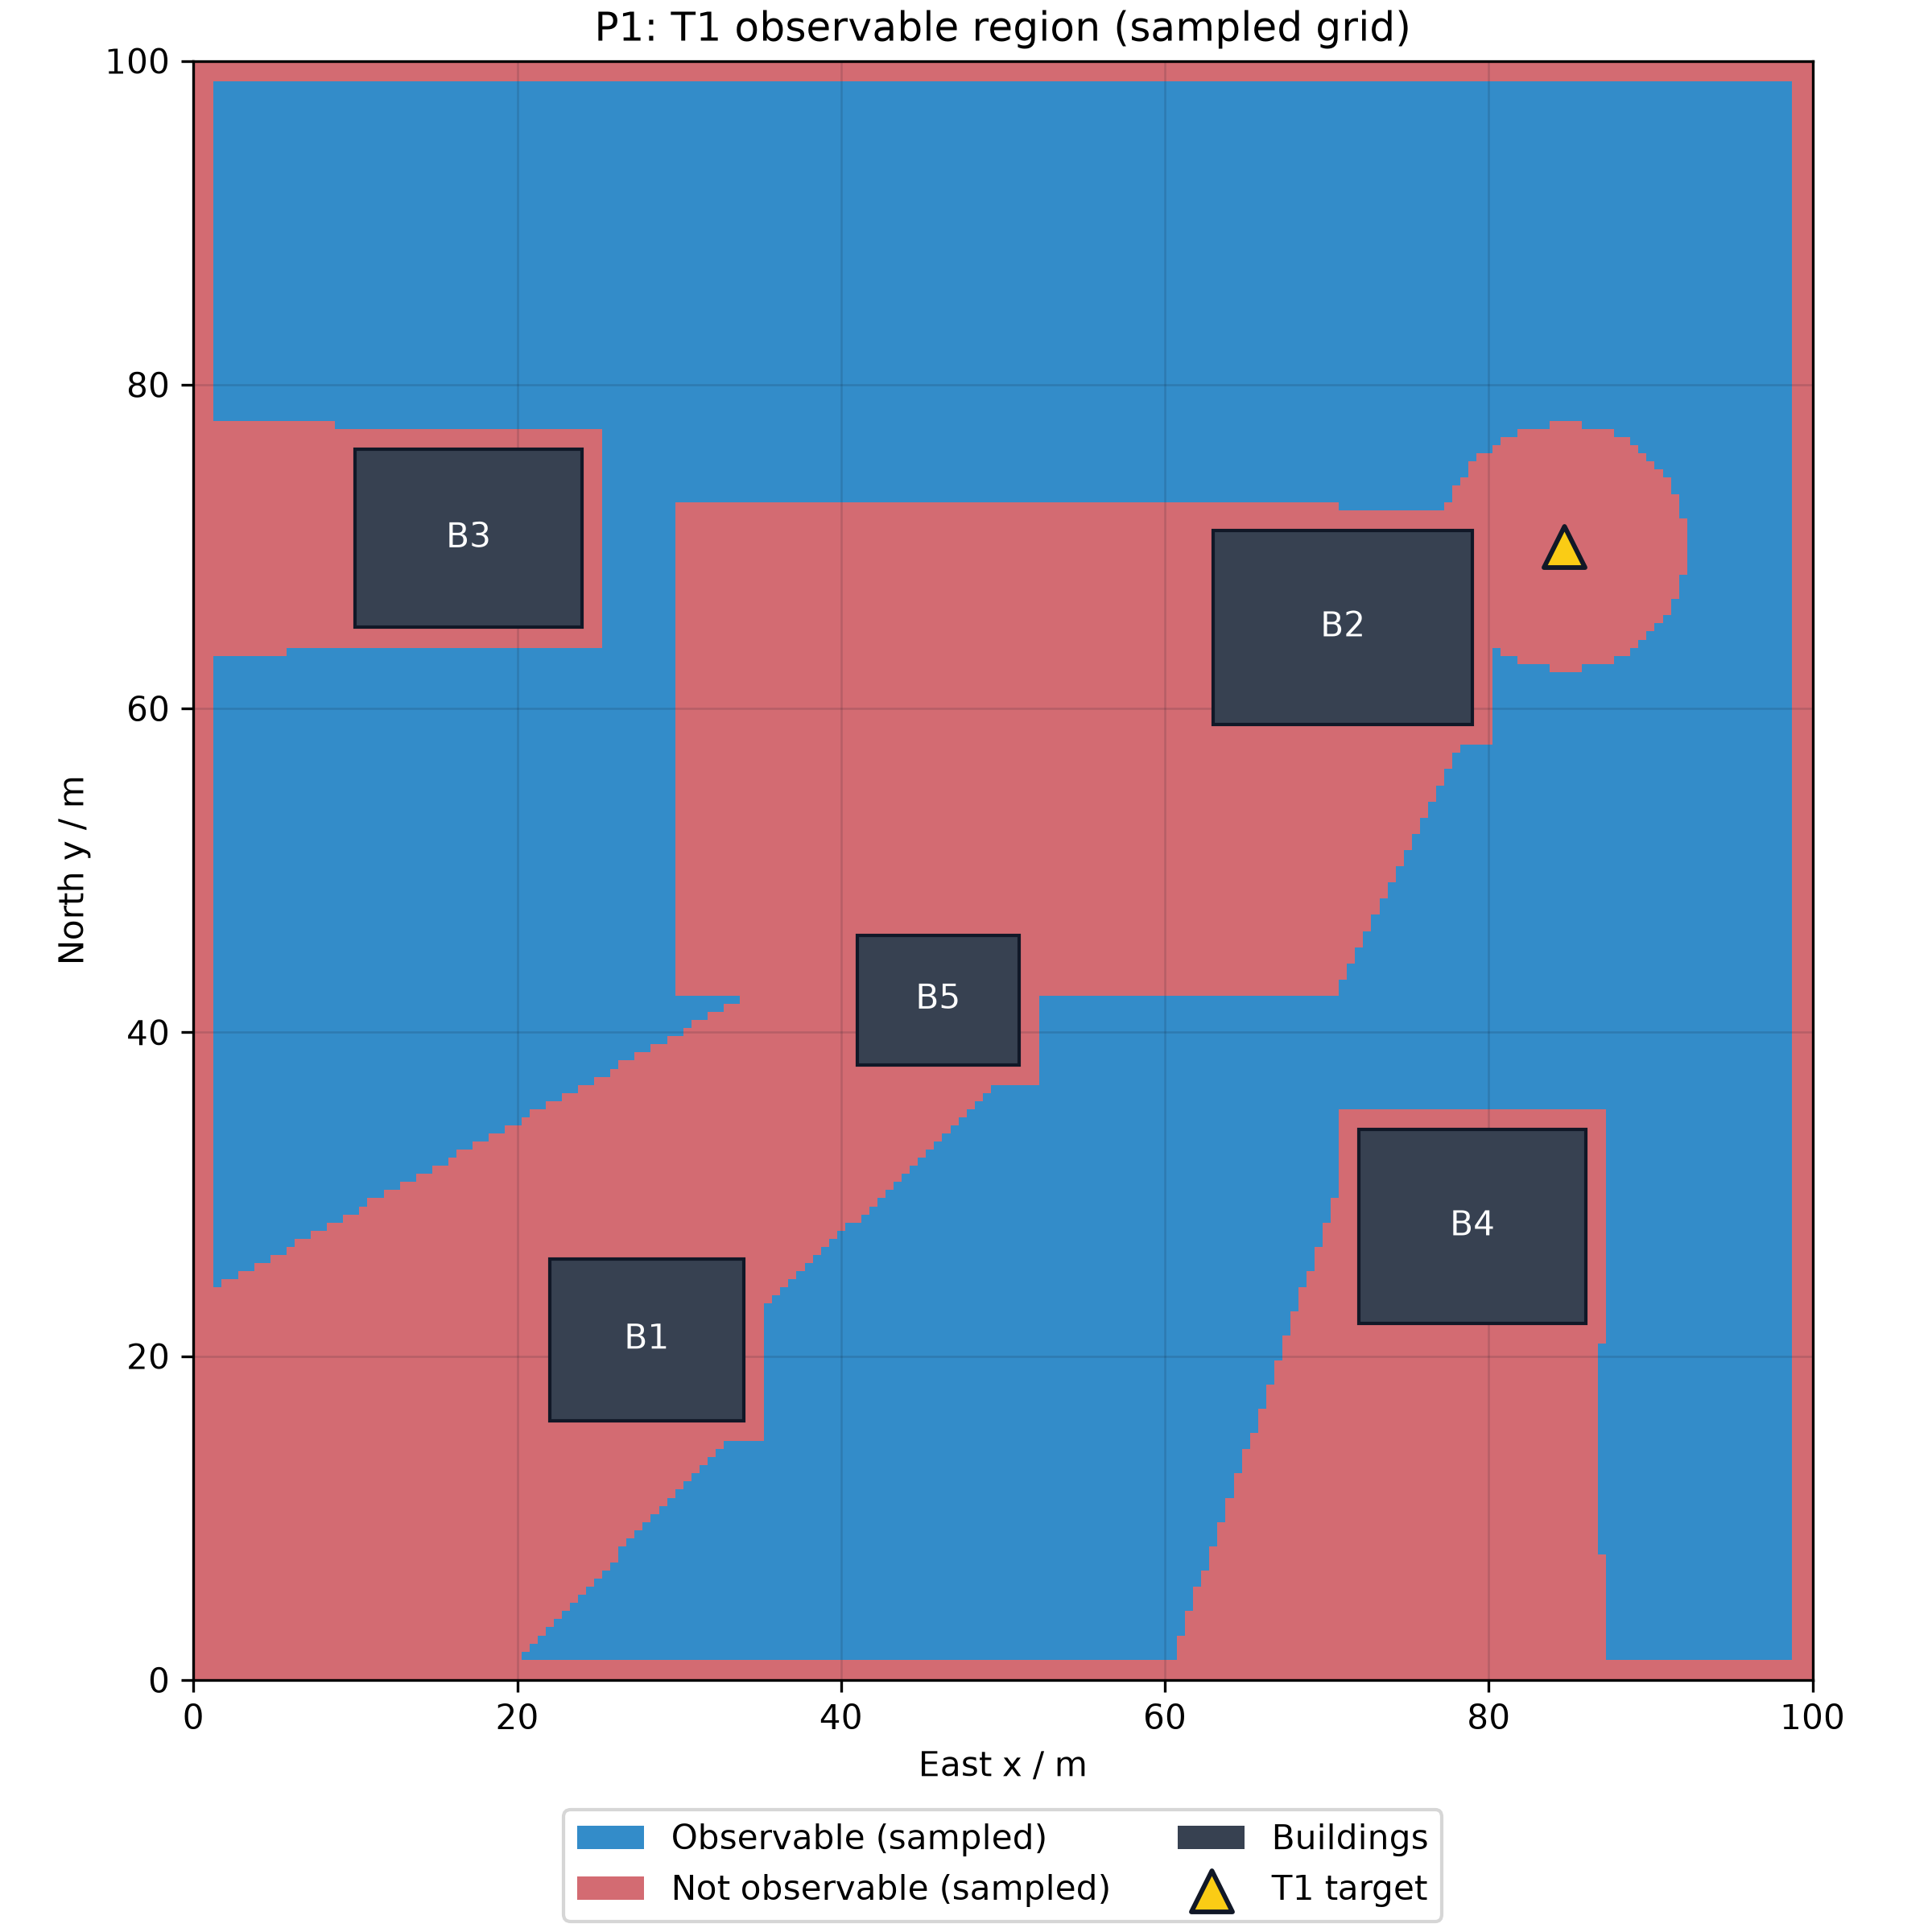 P1: T1 observable region (sampled grid)
100
80
60
40
20
0
North y / m
B3
B2
B5
B4
B1
0 20 40 60 80 100
East x / m
Observable (sampled)
Not observable (sampled)
Buildings
T1 target